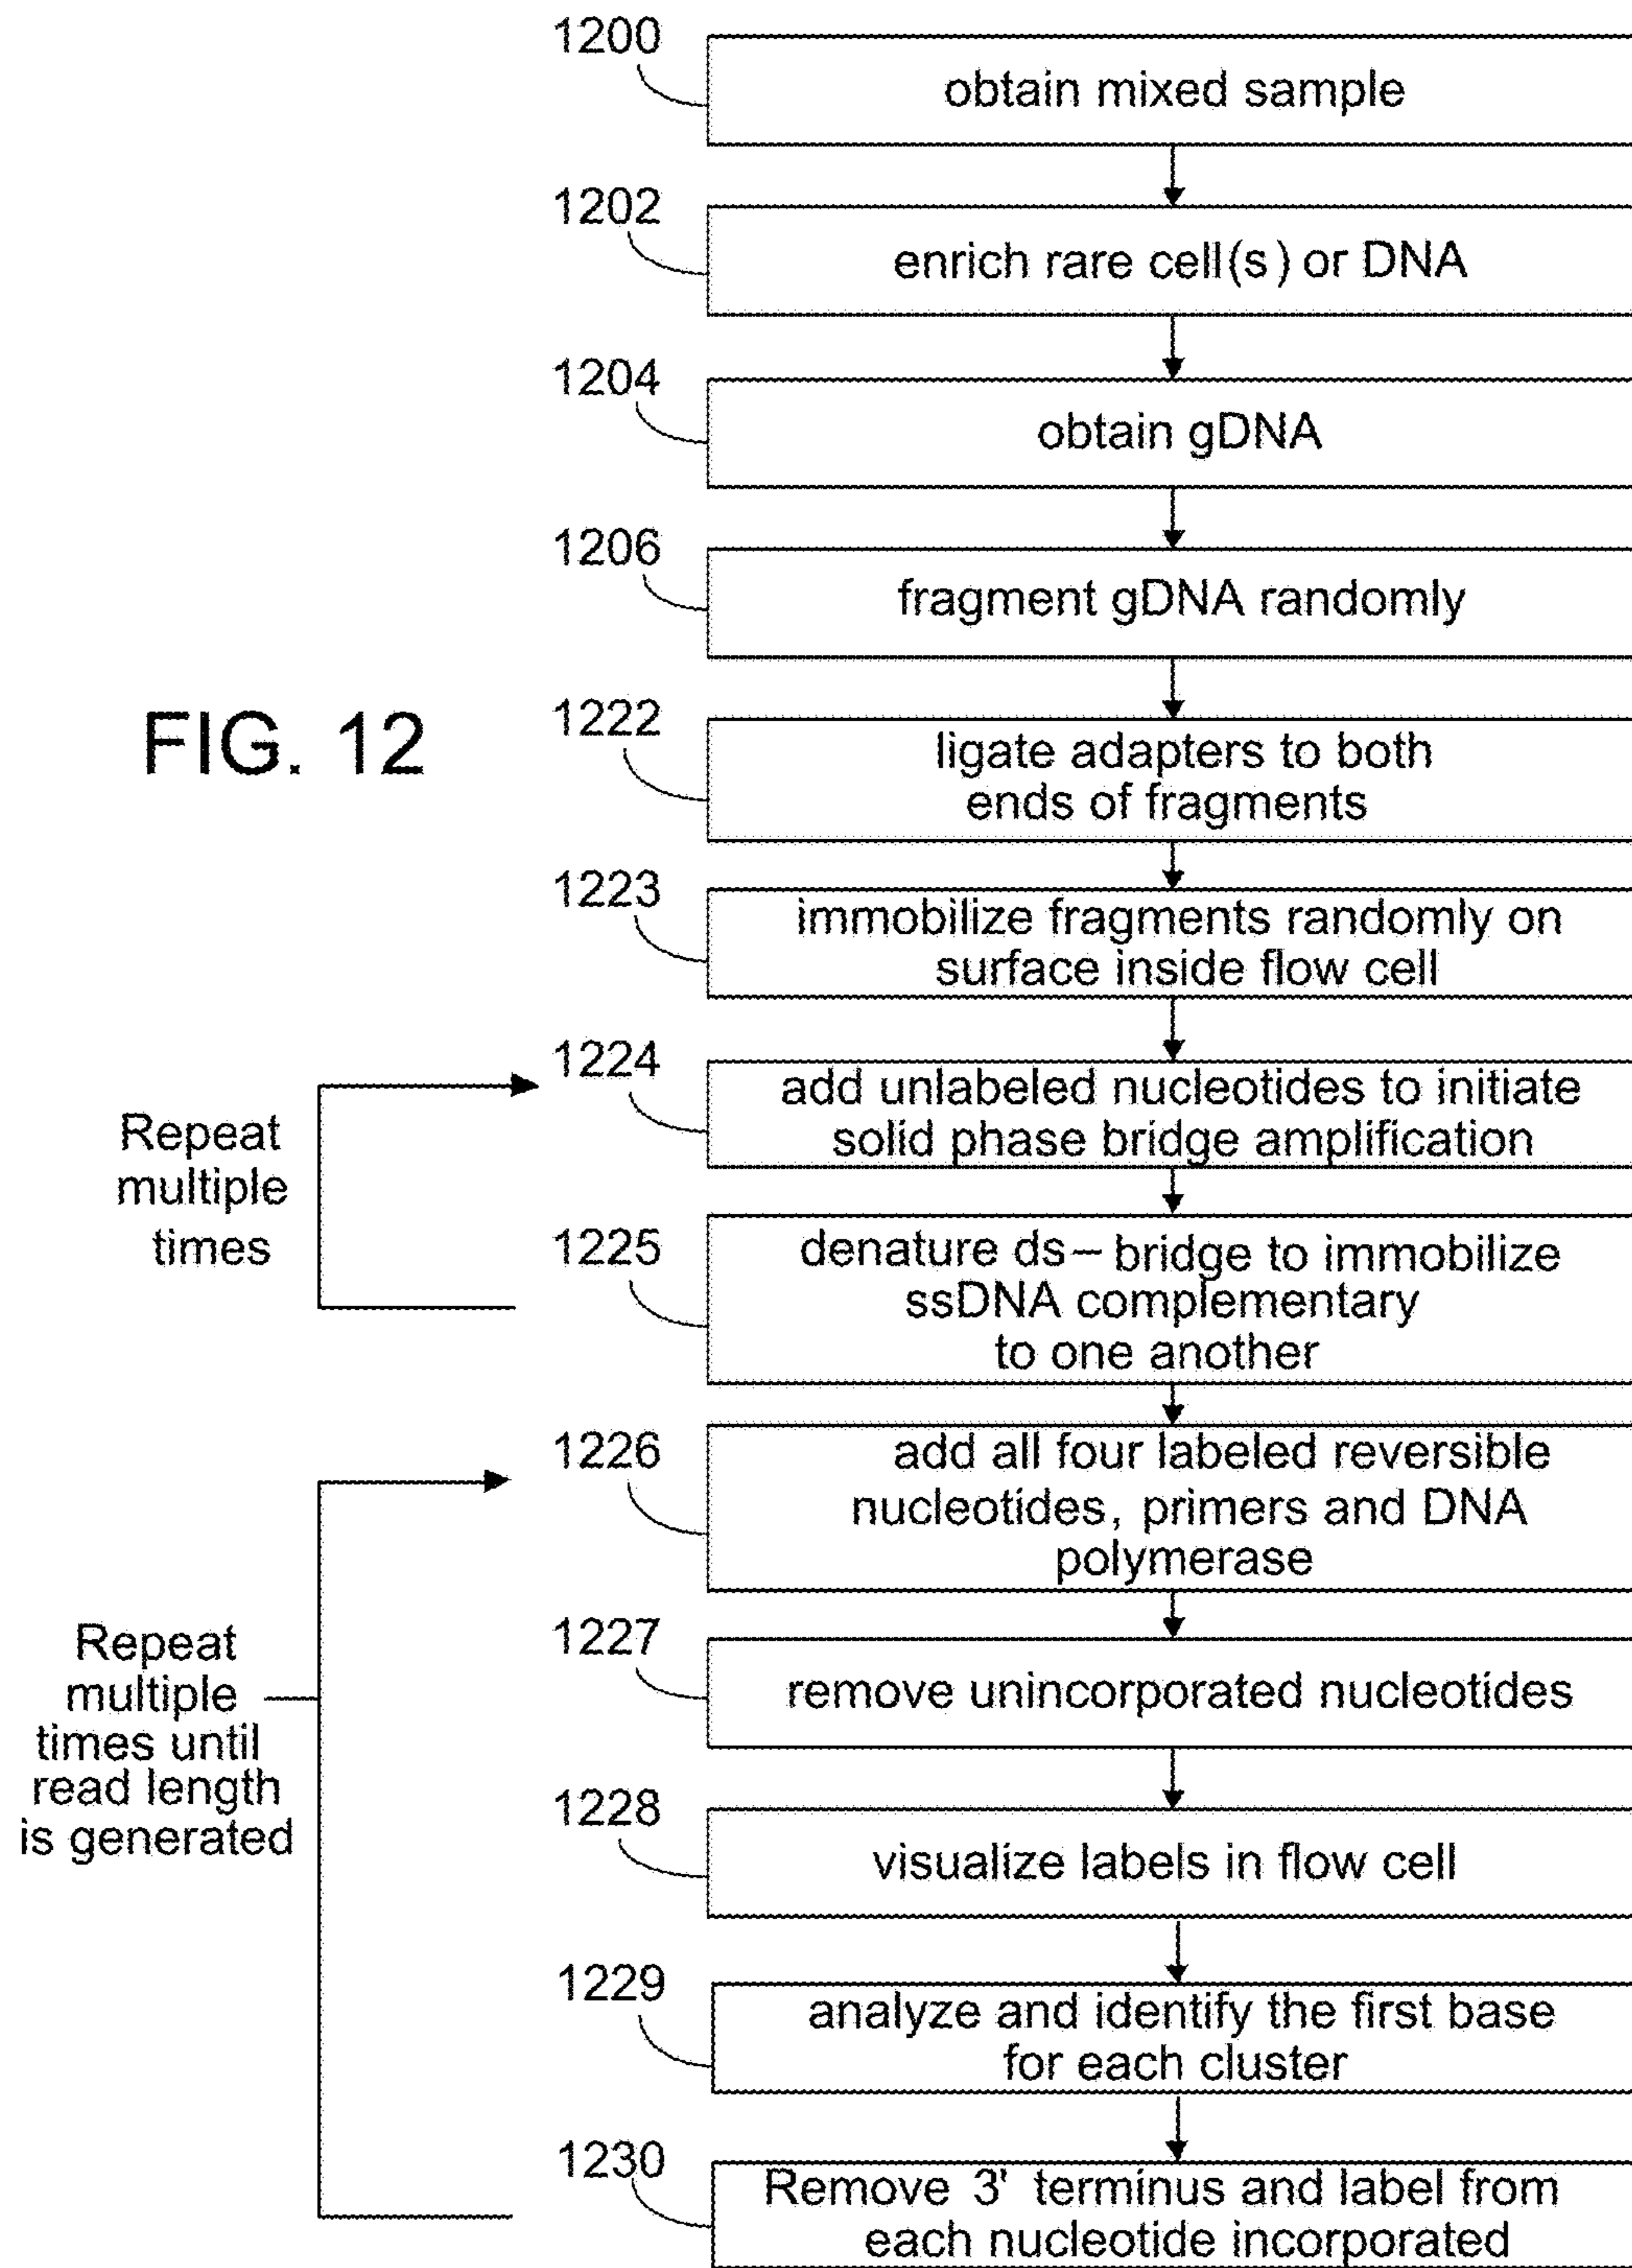 1200
obtain mixed sample
1202
enrich rare cell(s) or DNA
1204
obtain gDNA
1206
fragment gDNA randomly
FIG. 12
1222
ligate adapters to both
ends of fragments
1223
immobilize fragments randomly on
surface inside flow cell
1224
add unlabeled nucleotides to initiate
solid phase bridge amplification
Repeat
multiple
times
1225
denature ds– bridge to immobilize
ssDNA complementary
to one another
1226
add all four labeled reversible
nucleotides, primers and DNA
polymerase
1227
remove unincorporated nucleotides
Repeat
multiple
times until
read length
is generated
1228
visualize labels in flow cell
1229
analyze and identify the first base
for each cluster
1230
Remove 3' terminus and label from
each nucleotide incorporated